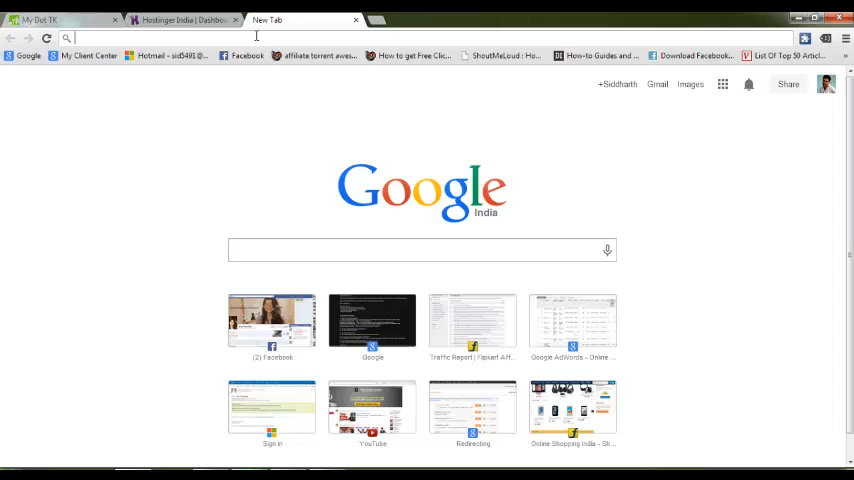 My Dot TK
Hostinger India | Dashboa
New Tab
Google
My Client Center
Hotmail - sid5491@...
Facebook
affiliate torrent awes...
How to get Free Clic...
ShoutMeLoud : Ho...
How-to Guides and ...
Download Facebook...
List Of Top 50 Articl...
»
+Siddharth
Gmail
Images
Share
Google
India
(2) Facebook
Google
Traffic Report | Flipkart Aff...
Google AdWords - Online ...
Sign In
YouTube
Redirecting
Online Shopping India - Sh...